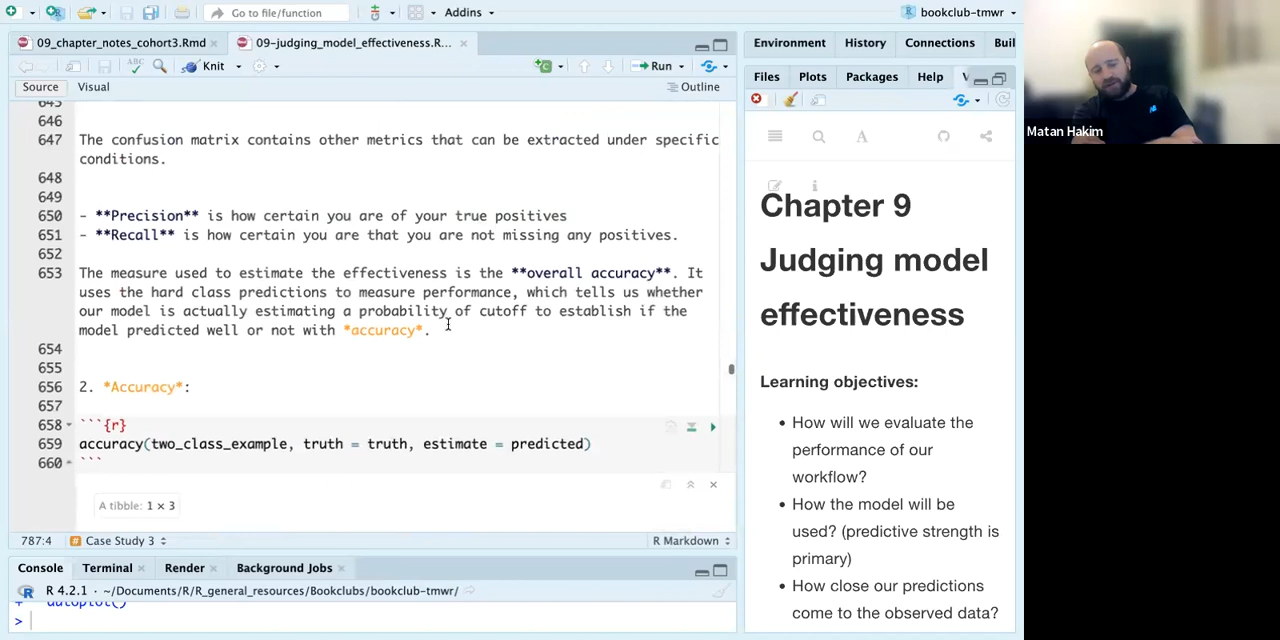 Go to file/function
Addins
bookclub-tmwr
09_chapter_notes_cohort3.Rmd
09-judging_model_effectiveness.R...
ABC
Knit
Run
Source
Visual
Outline
645
646
647 The confusion matrix contains other metrics that can be extracted under specific
conditions.
648
649
650 - **Precision** is how certain you are of your true positives
651 - **Recall** is how certain you are that you are not missing any positives.
652
653 The measure used to estimate the effectiveness is the **overall accuracy**. It
uses the hard class predictions to measure performance, which tells us whether
our model is actually estimating a probability of cutoff to establish if the
model predicted well or not with *accuracy*.
654
655
656 2. *Accuracy*:
657
658 ```{r}
659 accuracy(two_class_example, truth = truth, estimate = predicted)
660 ```
A tibble: 1 × 3
787:4
# Case Study 3
R Markdown
Console
Terminal
Render
Background Jobs
R 4.2.1 · ~/Documents/R/R_general_resources/Bookclubs/bookclub-tmwr/
+ autoplot()
>
Environment
History
Connections
Buil
Files
Plots
Packages
Help
V
A
Chapter 9
Judging model
effectiveness
Learning objectives:
• How will we evaluate the
performance of our
workflow?
• How the model will be
used? (predictive strength is
primary)
• How close our predictions
come to the observed data?
Matan Hakim